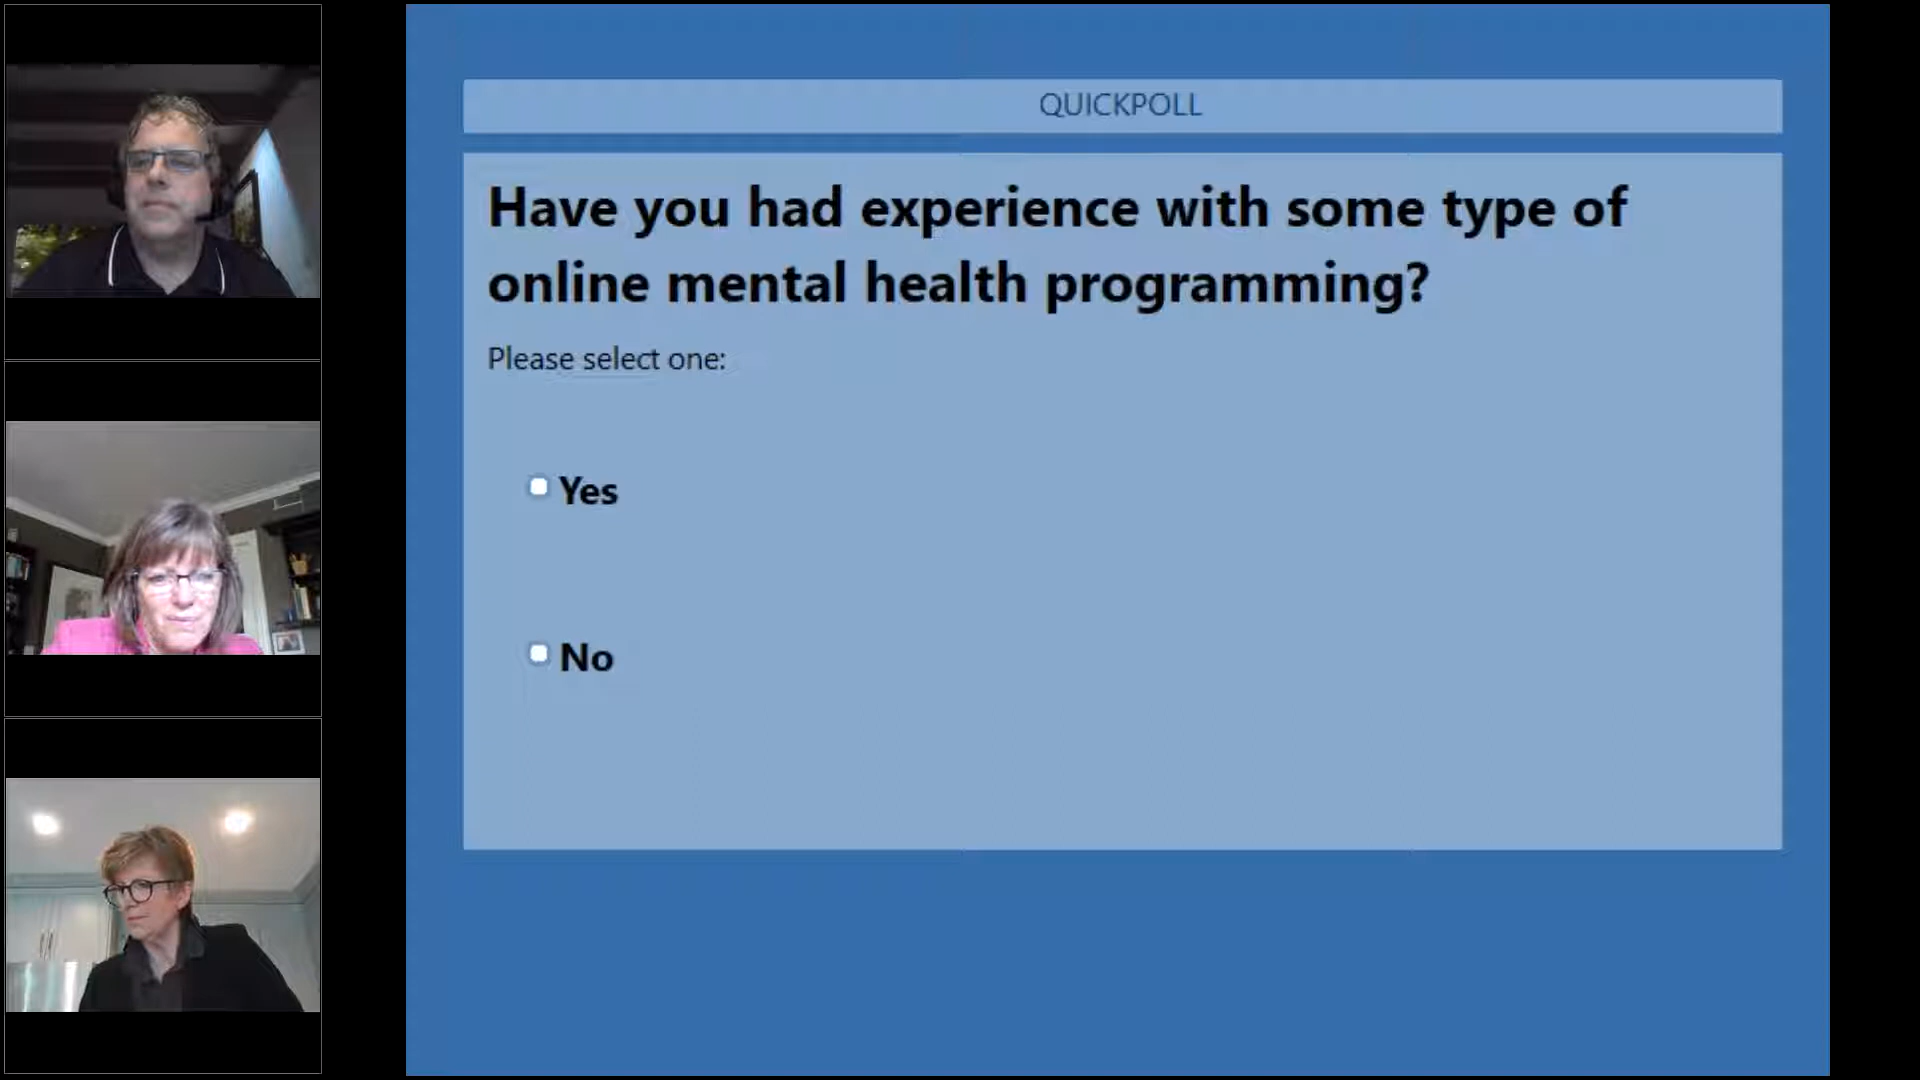 QUICKPOLL
Have you had experience with some type of
online mental health programming?
Please select one:
Yes
No